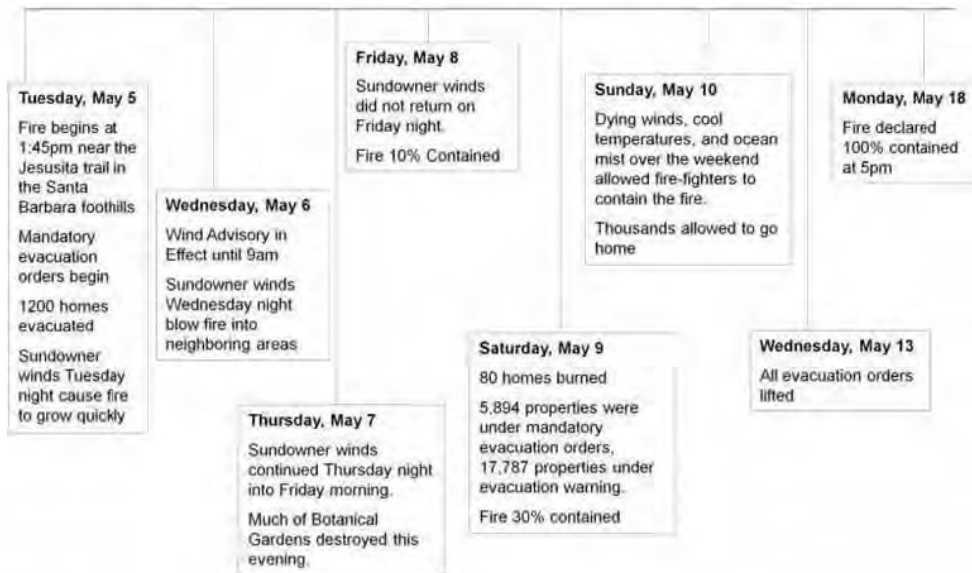 Tuesday, May 5
Fire begins at
1:45pm near the
Jesusita trail in
the Santa
Barbara foothills
Mandatory
evacuation
orders begin
1200 homes
evacuated
Sundowner
winds Tuesday
night cause fire
to grow quickly
Wednesday, May 6
Wind Advisory in
Effect until 9am
Sundowner winds
Wednesday night
blow fire into
neighboring areas
Thursday, May 7
Sundowner winds
continued Thursday night
into Friday morning.
Much of Botanical
Gardens destroyed this
evening.
Friday, May 8
Sundowner winds
did not return on
Friday night.
Fire 10% Contained
Saturday, May 9
80 homes burned
5,894 properties were
under mandatory
evacuation orders,
17,787 properties under
evacuation warning.
Fire 30% contained
Sunday, May 10
Dying winds, cool
temperatures, and ocean
mist over the weekend
allowed fire-fighters to
contain the fire.
Thousands allowed to go
home
Wednesday, May 13
All evacuation orders
lifted
Monday, May 18
Fire declared
100% contained
at 5pm